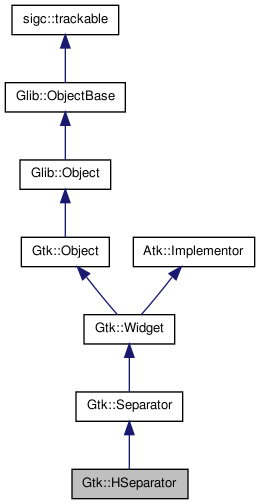 sigc::trackable
Glib::ObjectBase
Glib::Object
Gtk::Object
Atk::Implementor
Gtk::Widget
Gtk::Separator
Gtk::HSeparator